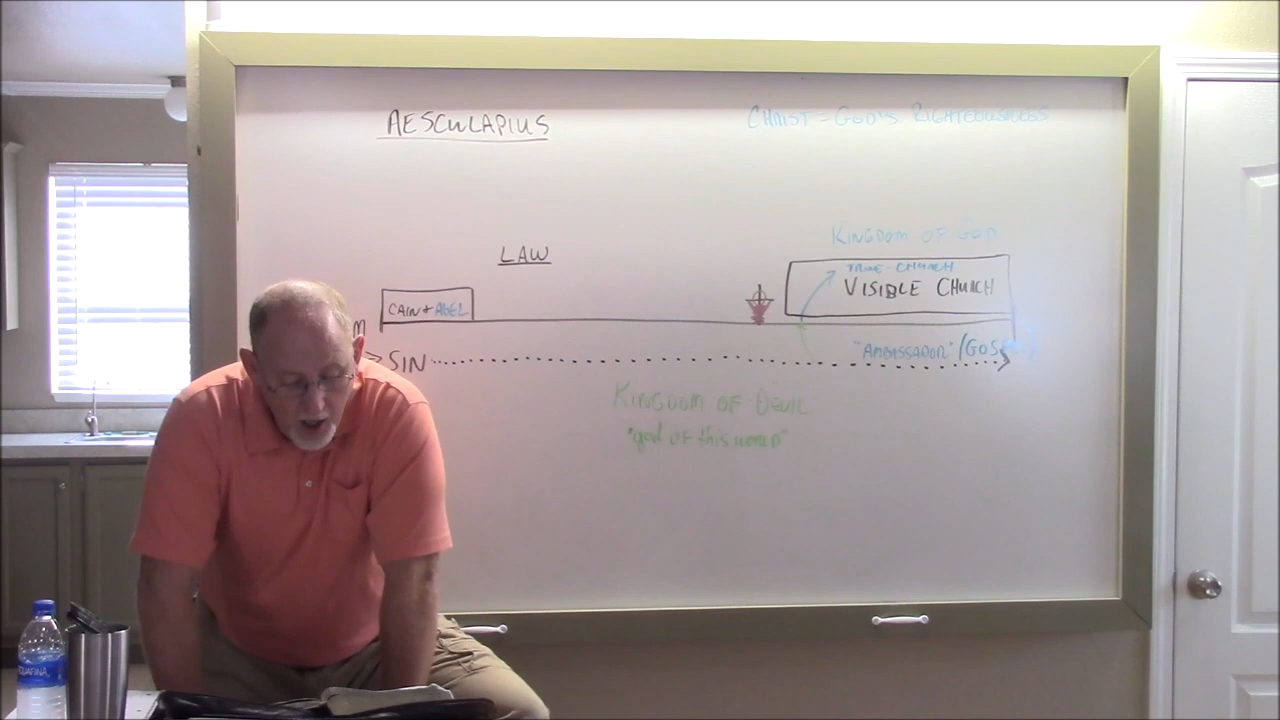 AESCULAPIUS
CHRIST = GOD'S RIGHTEOUSNESS
KINGDOM OF GOD
LAW
TRUE-CHURCH
VISIBLE CHURCH
CAIN + ABEL
M
"AMBASSADOR"
SIN
KINGDOM OF DEVIL
"god OF this WORLD"
AQUAFINA